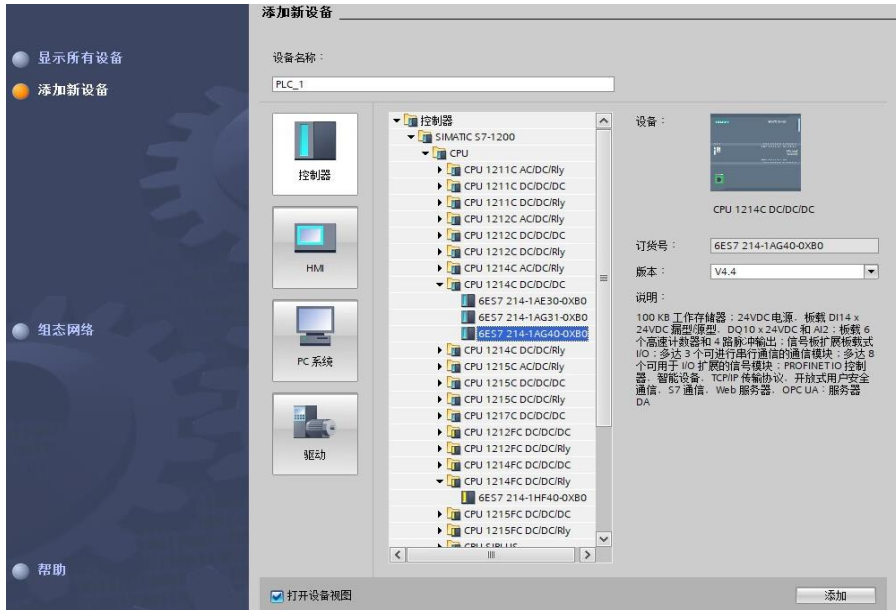 添加新设备
显示所有设备
添加新设备
组态网络
帮助
设备名称：
PLC_1
控制器
HMI
PC 系统
驱动
控制器
SIMATIC S7-1200
CPU
CPU 1211C AC/DC/Rly
CPU 1211C DC/DC/DC
CPU 1211C DC/DC/Rly
CPU 1212C AC/DC/Rly
CPU 1212C DC/DC/DC
CPU 1212C DC/DC/Rly
CPU 1214C AC/DC/Rly
CPU 1214C DC/DC/DC
6ES7 214-1AE30-0XB0
6ES7 214-1AG31-0XB0
6ES7 214-1AG40-0XB0
CPU 1214C DC/DC/Rly
CPU 1215C AC/DC/Rly
CPU 1215C DC/DC/DC
CPU 1215C DC/DC/Rly
CPU 1217C DC/DC/DC
CPU 1212FC DC/DC/DC
CPU 1212FC DC/DC/Rly
CPU 1214FC DC/DC/DC
CPU 1214FC DC/DC/Rly
6ES7 214-1HF40-0XB0
CPU 1215FC DC/DC/DC
CPU 1215FC DC/DC/Rly
CPU SIPLUS
设备：
CPU 1214C DC/DC/DC
订货号：
6ES7 214-1AG40-0XB0
版本：
V4.4
说明：
100 KB 工作存储器；24VDC 电源，板载 DI14 x
24VDC 漏型/源型，DQ10 x 24VDC 和 AI2；板载 6
个高速计数器和 4 路脉冲输出；信号板扩展板载式
I/O；多达 3 个可进行串行通信的通信模块；多达 8
个可用于 I/O 扩展的信号模块；PROFINET IO 控制
器，智能设备，TCP/IP 传输协议，开放式用户安全
通信，S7 通信，Web 服务器，OPC UA：服务器
DA
打开设备视图
添加